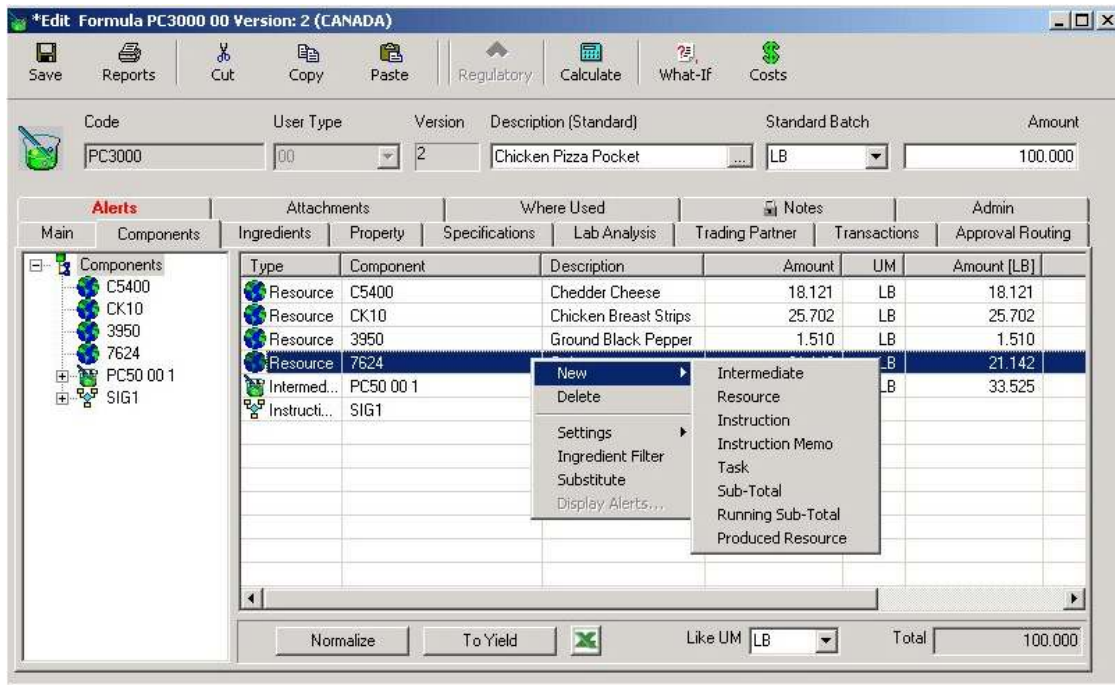 *Edit Formula PC3000 00 Version: 2 (CANADA)
Save Reports Cut Copy Paste Regulatory Calculate What-If Costs
Code User Type Version Description (Standard) Standard Batch Amount
PC3000 00 2 Chicken Pizza Pocket ... LB 100.000
Alerts Attachments Where Used Notes Admin
Main Components Ingredients Property Specifications Lab Analysis Trading Partner Transactions Approval Routing
Components
C5400
CK10
3950
7624
PC50 00 1
SIG1
Type Component Description Amount UM Amount [LB]
Resource C5400 Chedder Cheese 18.121 LB 18.121
Resource CK10 Chicken Breast Strips 25.702 LB 25.702
Resource 3950 Ground Black Pepper 1.510 LB 1.510
Resource 7624 LB 21.142
Intermed... PC50 00 1 LB 33.525
Instructi... SIG1
New
Delete
Settings
Ingredient Filter
Substitute
Display Alerts...
Intermediate
Resource
Instruction
Instruction Memo
Task
Sub-Total
Running Sub-Total
Produced Resource
Normalize To Yield Like UM LB Total 100.000